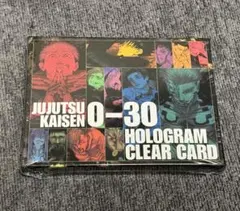 JUJUTSU
KAISEN 0-30
HOLOGRAM
CLEAR CARD